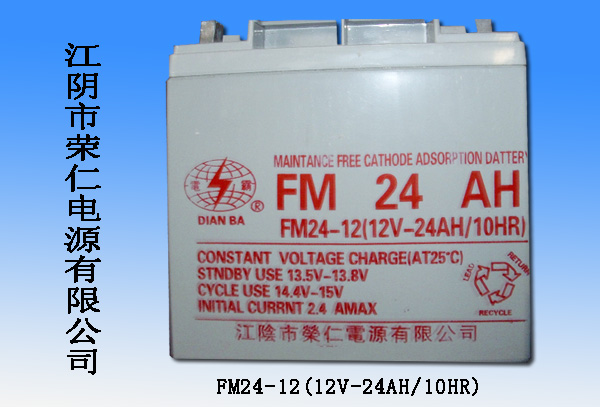 江阴市荣仁电源有限公司
MAINTANCE FREE CATHODE ADSORPTION DATTERY
電 霸
DIAN BA ®
FM 24 AH
FM24-12(12V-24AH/10HR)
CONSTANT VOLTAGE CHARGE(AT25°C)
STNDBY USE 13.5V-13.8V
CYCLE USE 14.4V-15V
INITIAL CURRNT 2.4 AMAX
LEAD
RETURN
RECYCLE
江陰市榮仁電源有限公司
FM24-12(12V-24AH/10HR)